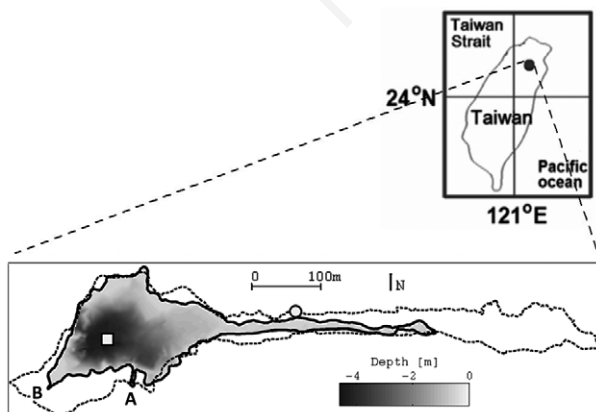 Taiwan
Strait
24°N
Taiwan
Pacific
ocean
121°E
0 100m
N
B
A
Depth [m]
-4 -2 0